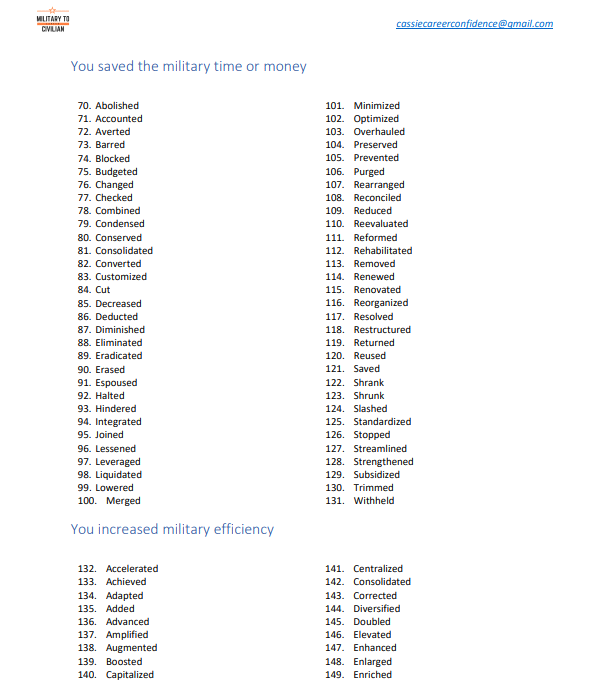 MILITARY TO
CIVILIAN
cassiecareerconfidence@gmail.com
You saved the military time or money
70. Abolished
71. Accounted
72. Averted
73. Barred
74. Blocked
75. Budgeted
76. Changed
77. Checked
78. Combined
79. Condensed
80. Conserved
81. Consolidated
82. Converted
83. Customized
84. Cut
85. Decreased
86. Deducted
87. Diminished
88. Eliminated
89. Eradicated
90. Erased
91. Espoused
92. Halted
93. Hindered
94. Integrated
95. Joined
96. Lessened
97. Leveraged
98. Liquidated
99. Lowered
100. Merged
101. Minimized
102. Optimized
103. Overhauled
104. Preserved
105. Prevented
106. Purged
107. Rearranged
108. Reconciled
109. Reduced
110. Reevaluated
111. Reformed
112. Rehabilitated
113. Removed
114. Renewed
115. Renovated
116. Reorganized
117. Resolved
118. Restructured
119. Returned
120. Reused
121. Saved
122. Shrank
123. Shrunk
124. Slashed
125. Standardized
126. Stopped
127. Streamlined
128. Strengthened
129. Subsidized
130. Trimmed
131. Withheld
You increased military efficiency
132. Accelerated
133. Achieved
134. Adapted
135. Added
136. Advanced
137. Amplified
138. Augmented
139. Boosted
140. Capitalized
141. Centralized
142. Consolidated
143. Corrected
144. Diversified
145. Doubled
146. Elevated
147. Enhanced
148. Enlarged
149. Enriched